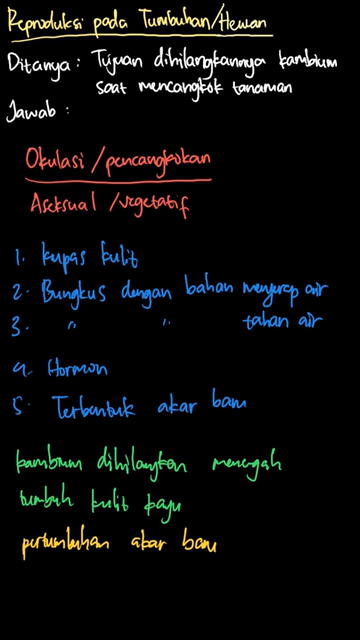 Reproduksi pada Tumbuhan/Hewan
Ditanya : Tujuan dihilangkannya kambium
saat mencangkok tanaman
Jawab :
Okulasi/pencangkokan
Aseksual/vegetatif
1. Kupas kulit
2. Bungkus dengan bahan menyerap air
3. " " tahan air
4. Hormon
5. Terbentuk akar baru
kambium dihilangkan mencegah
tumbuh kulit kayu
pertumbuhan akar baru